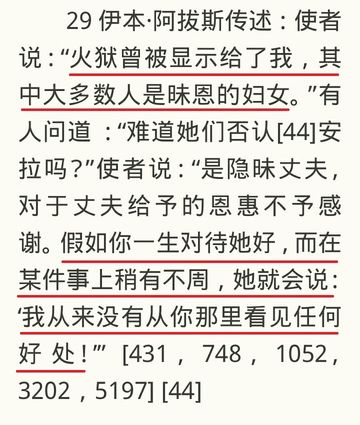 29 伊本·阿拔斯传述：使者
说：“火狱曾被显示给了我，其
中大多数人是昧恩的妇女。”有
人问道 ：“难道她们否认[44]安
拉吗？”使者说：“是隐昧丈夫，
对于丈夫给予的恩惠不予感
谢。假如你一生对待她好，而在
某件事上稍有不周，她就会说：
‘我从来没有从你那里看见任何
好处！’” [431， 748， 1052，
3202，5197] [44]